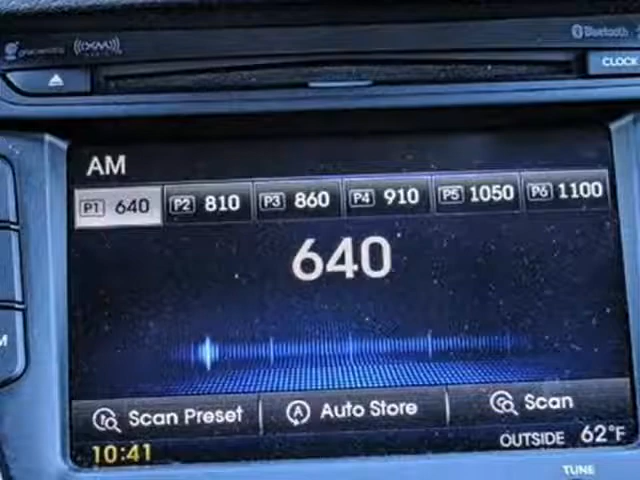 Bluetooth
((XM))
CLOCK
AM
P1 640 P2 810 P3 860 P4 910 P5 1050 P6 1100
640
Scan Preset Auto Store Scan
10:41 OUTSIDE 62°F
TUNE
M